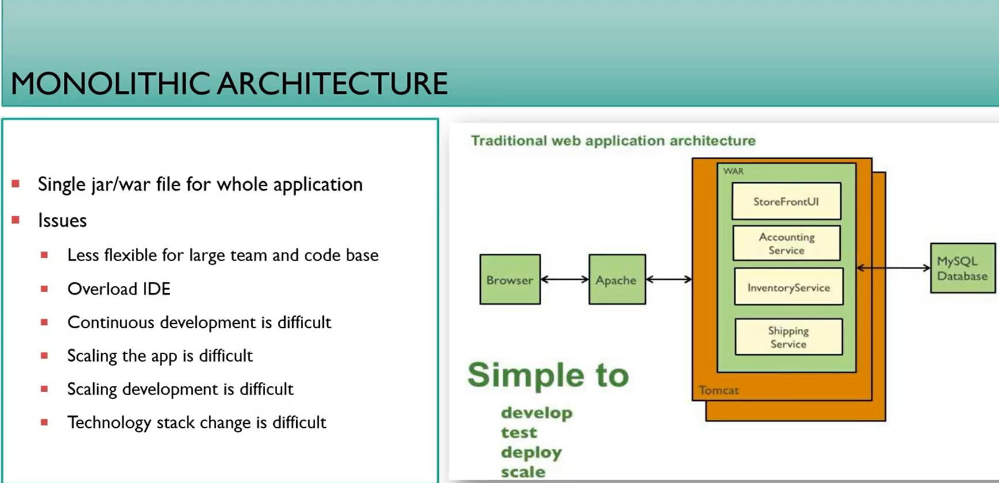 MONOLITHIC ARCHITECTURE
Single jar/war file for whole application
Issues
Less flexible for large team and code base
Overload IDE
Continuous development is difficult
Scaling the app is difficult
Scaling development is difficult
Technology stack change is difficult
Traditional web application architecture
Browser
Apache
WAR
StoreFrontUI
Accounting
Service
InventoryService
Shipping
Service
Tomcat
MySQL
Database
Simple to
develop
test
deploy
scale